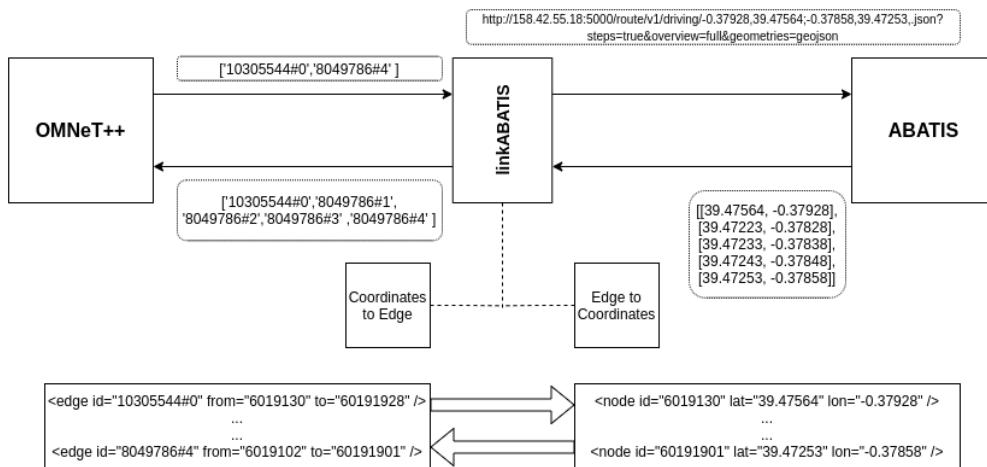 http://158.42.55.18:5000/route/v1/driving/-0.37928,39.47564;-0.37858,39.47253,.json?
steps=true&overview=full&geometries=geojson
['10305544#0','8049786#4' ]
OMNeT++
linkABATIS
ABATIS
['10305544#0','8049786#1',
'8049786#2','8049786#3' ,'8049786#4' ]
[[39.47564, -0.37928],
[39.47223, -0.37828],
[39.47233, -0.37838],
[39.47243, -0.37848],
[39.47253, -0.37858]]
Coordinates
to Edge
Edge to
Coordinates
<edge id="10305544#0" from="6019130" to="60191928" />
...
...
<edge id="8049786#4" from="6019102" to="60191901" />
<node id="6019130" lat="39.47564" lon="-0.37928" />
...
...
<node id="60191901" lat="39.47253" lon="-0.37858" />